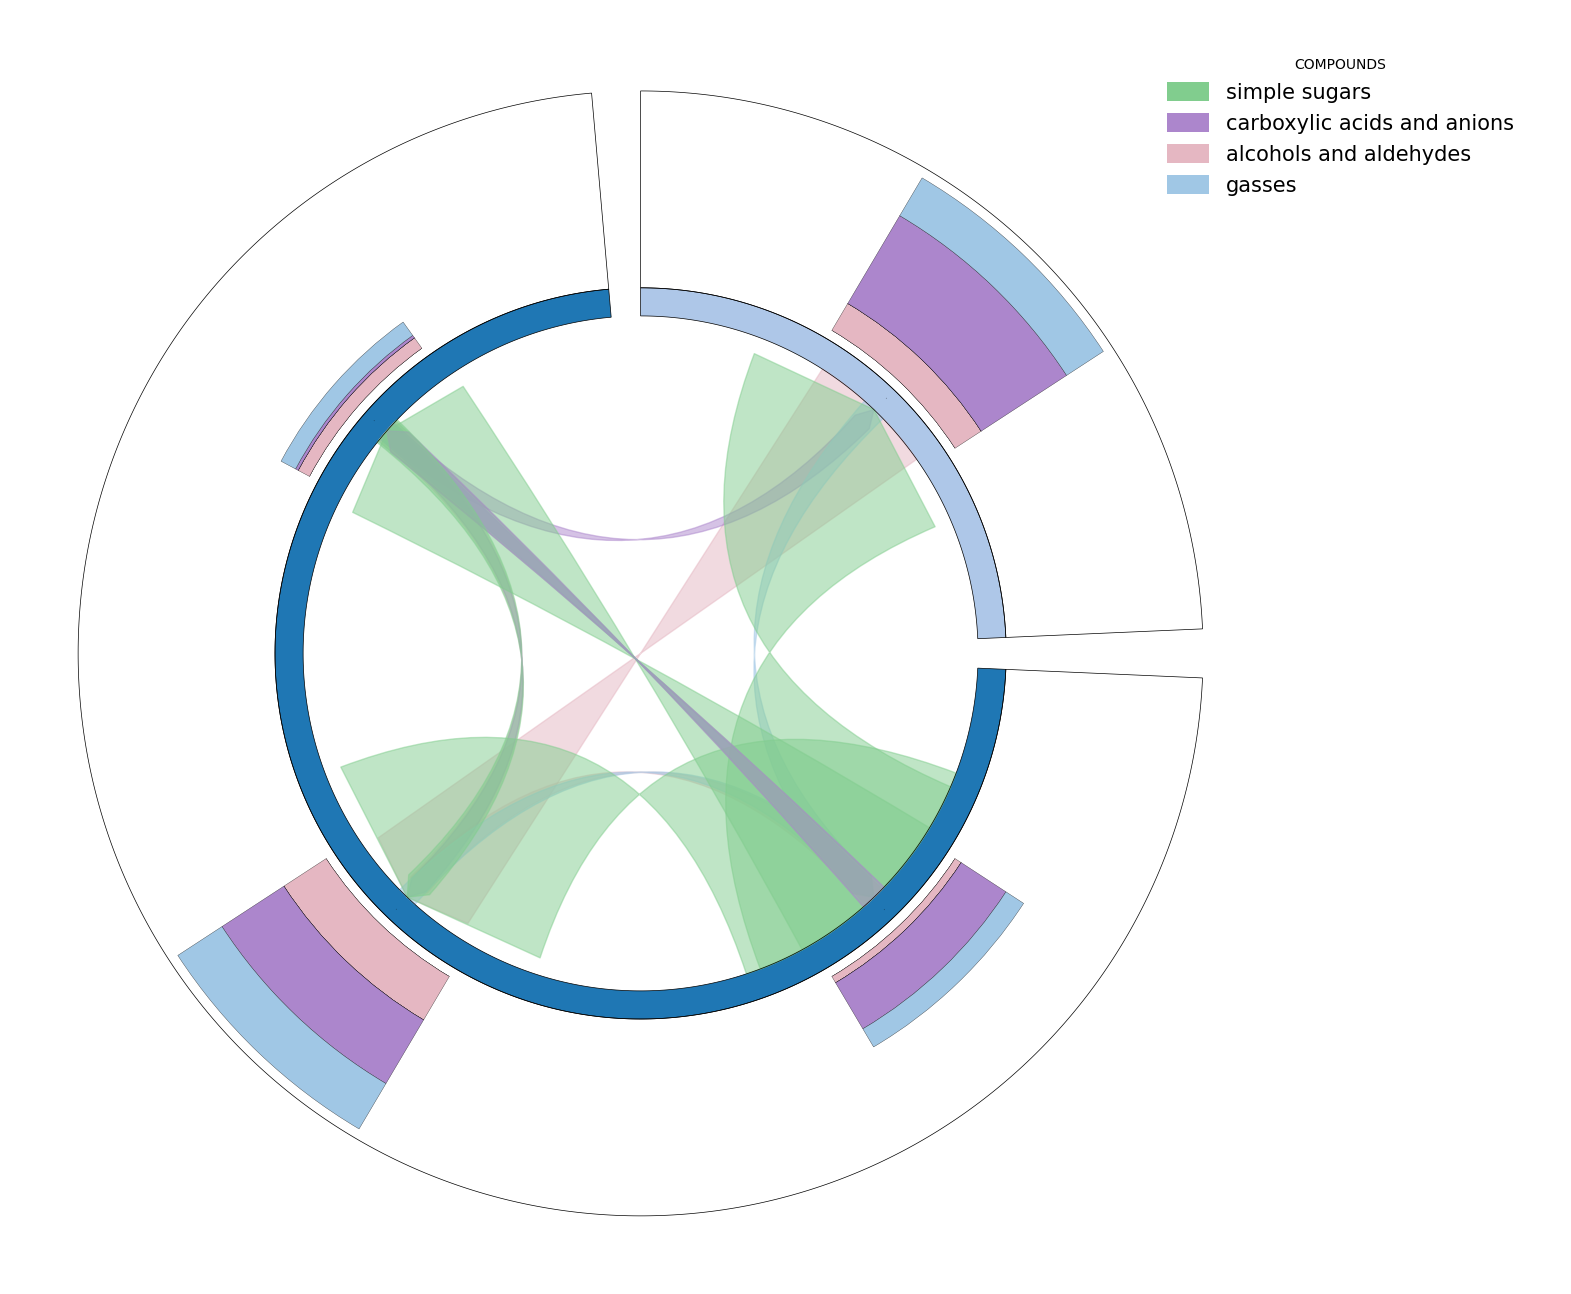 COMPOUNDS
simple sugars
carboxylic acids and anions
alcohols and aldehydes
gasses